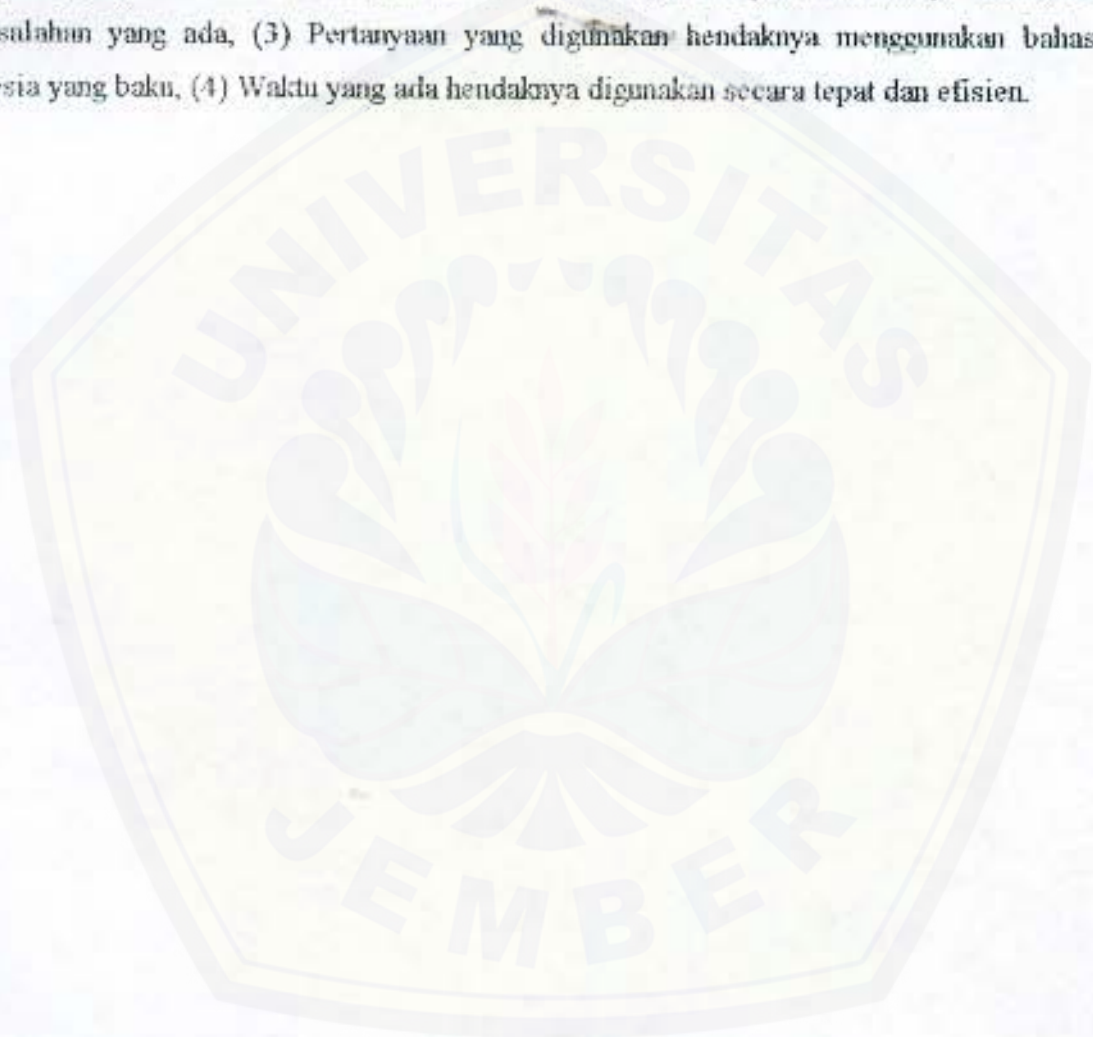 salahan yang ada, (3) Pertanyaan yang digunakan hendaknya menggunakan bahas
sia yang baku, (4) Waktu yang ada hendaknya digunakan secara tepat dan efisien.
UNIVERSITAS
JEMBER